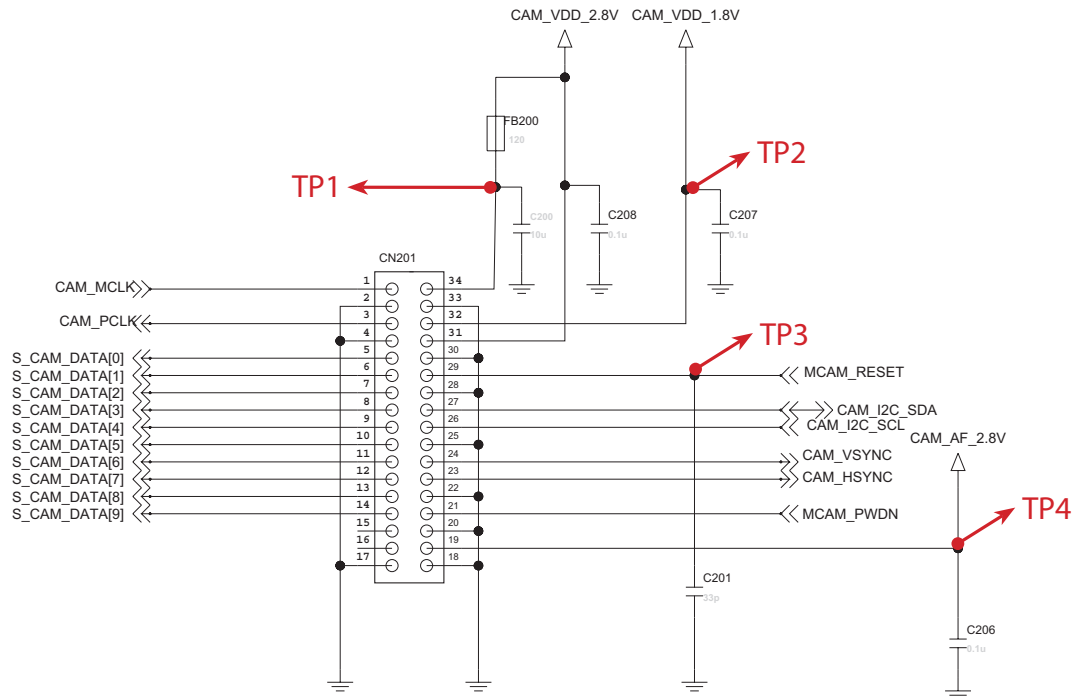 CAM_VDD_2.8V CAM_VDD_1.8V
FB200
120
TP1
TP2
C200
10u
C208
0.1u
C207
0.1u
CN201
CAM_MCLK 1 34
2 33
CAM_PCLK 3 32
4 31
S_CAM_DATA[0] 5 30
S_CAM_DATA[1] 6 29 MCAM_RESET
TP3
S_CAM_DATA[2] 7 28
S_CAM_DATA[3] 8 27 CAM_I2C_SDA
S_CAM_DATA[4] 9 26 CAM_I2C_SCL
S_CAM_DATA[5] 10 25
CAM_AF_2.8V
S_CAM_DATA[6] 11 24 CAM_VSYNC
S_CAM_DATA[7] 12 23 CAM_HSYNC
S_CAM_DATA[8] 13 22
S_CAM_DATA[9] 14 21 MCAM_PWDN
TP4
15 20
16 19
17 18
C201
33p
C206
0.1u